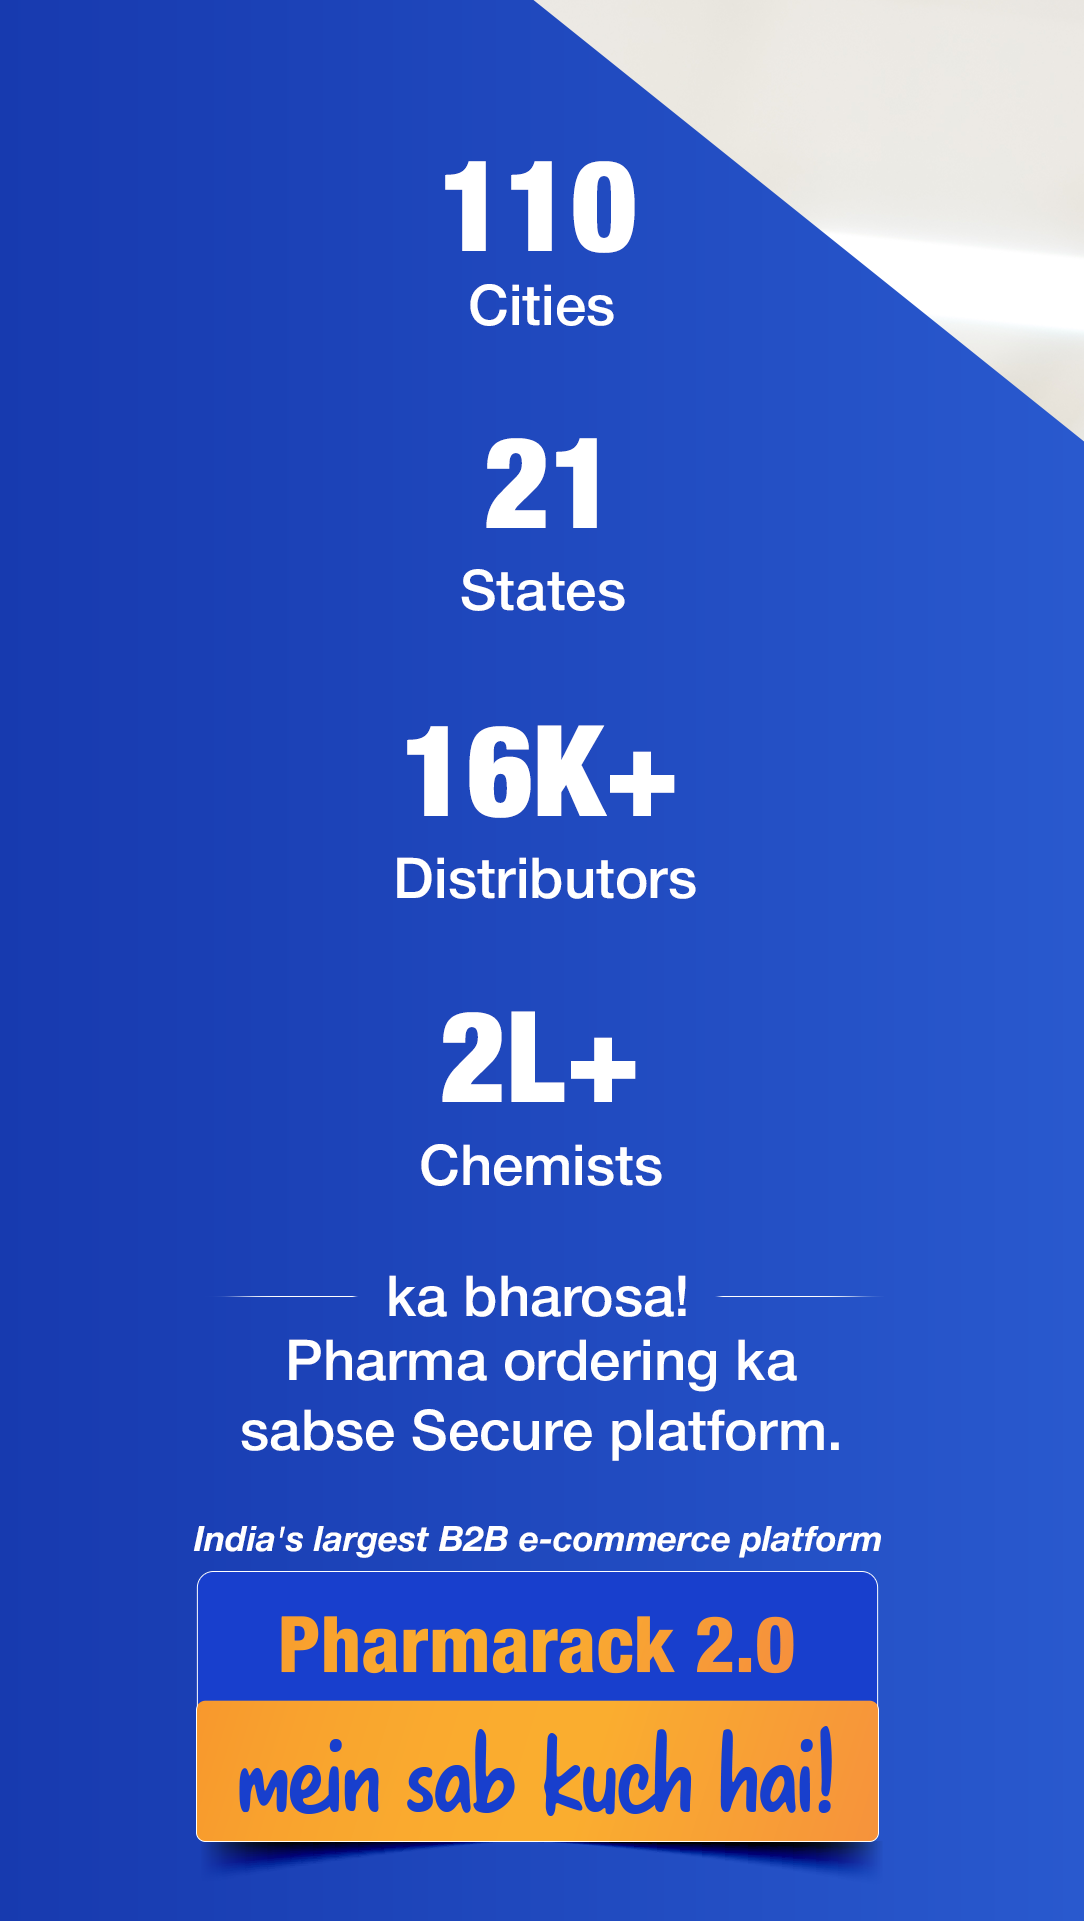 110
Cities
21
States
16K+
Distributors
2L+
Chemists
ka bharosa!
Pharma ordering ka
sabse Secure platform.
India's largest B2B e-commerce platform
Pharmarack 2.0
mein sab kuch hai!